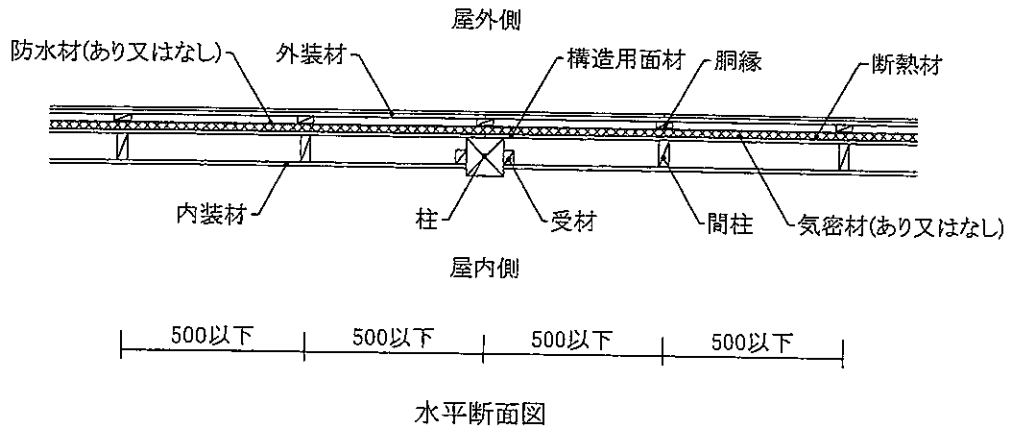 屋外側
防水材(あり又はなし)
外装材
構造用面材
胴縁
断熱材
内装材
柱
受材
間柱
気密材(あり又はなし)
屋内側
500以下
500以下
500以下
500以下
水平断面図